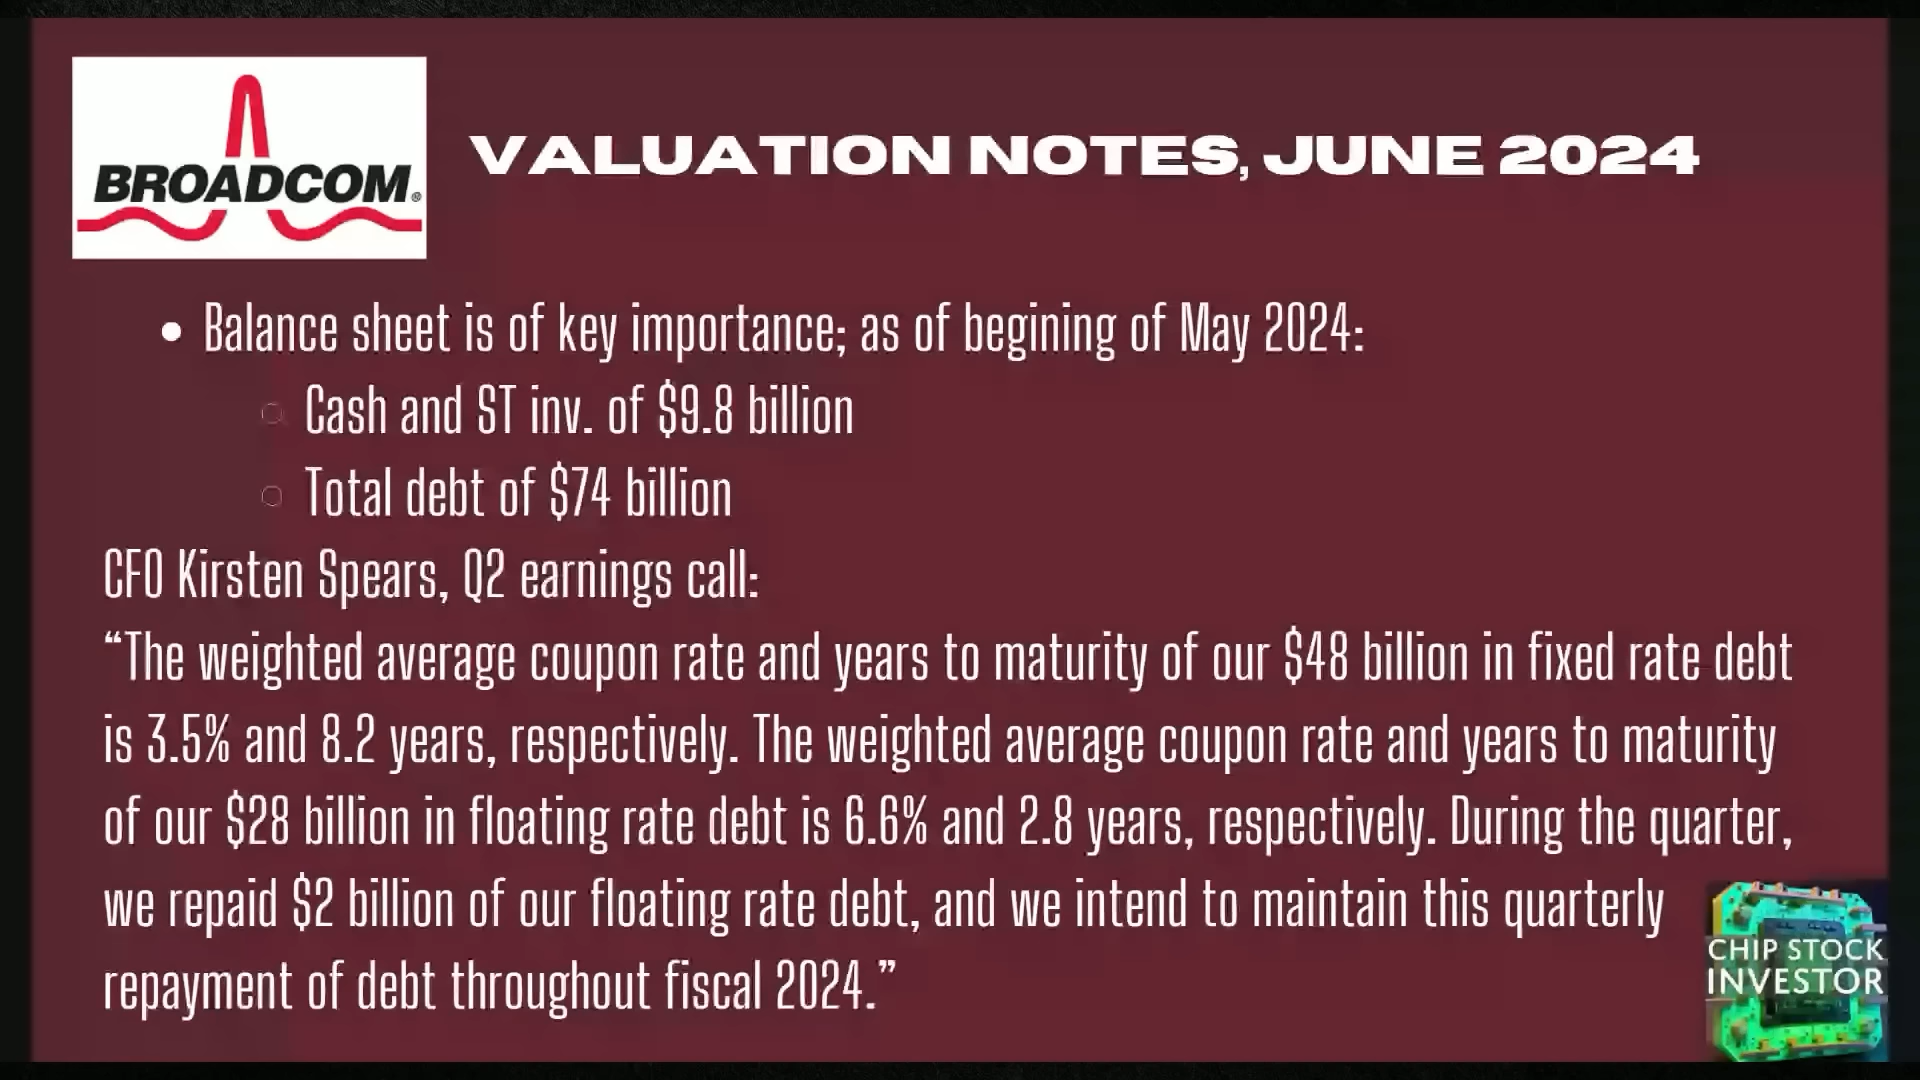 BROADCOM®
VALUATION NOTES, JUNE 2024
• Balance sheet is of key importance; as of begining of May 2024:
○ Cash and ST inv. of $9.8 billion
○ Total debt of $74 billion
CFO Kirsten Spears, Q2 earnings call:
“The weighted average coupon rate and years to maturity of our $48 billion in fixed rate debt
is 3.5% and 8.2 years, respectively. The weighted average coupon rate and years to maturity
of our $28 billion in floating rate debt is 6.6% and 2.8 years, respectively. During the quarter,
we repaid $2 billion of our floating rate debt, and we intend to maintain this quarterly
repayment of debt throughout fiscal 2024.”
CHIP STOCK
INVESTOR